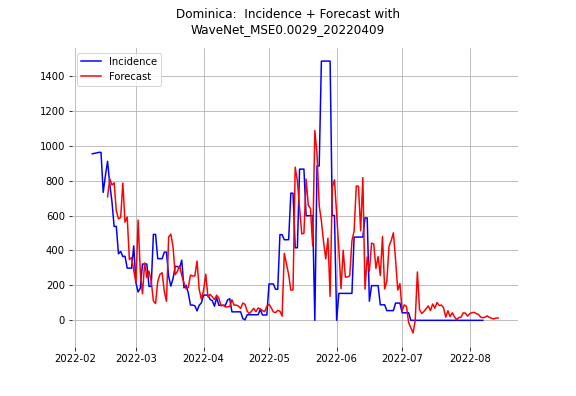 Dominica:  Incidence + Forecast with
WaveNet_MSE0.0029_20220409
Incidence
Forecast
1400
1200
1000
800
600
400
200
0
2022-02 2022-03 2022-04 2022-05 2022-06 2022-07 2022-08